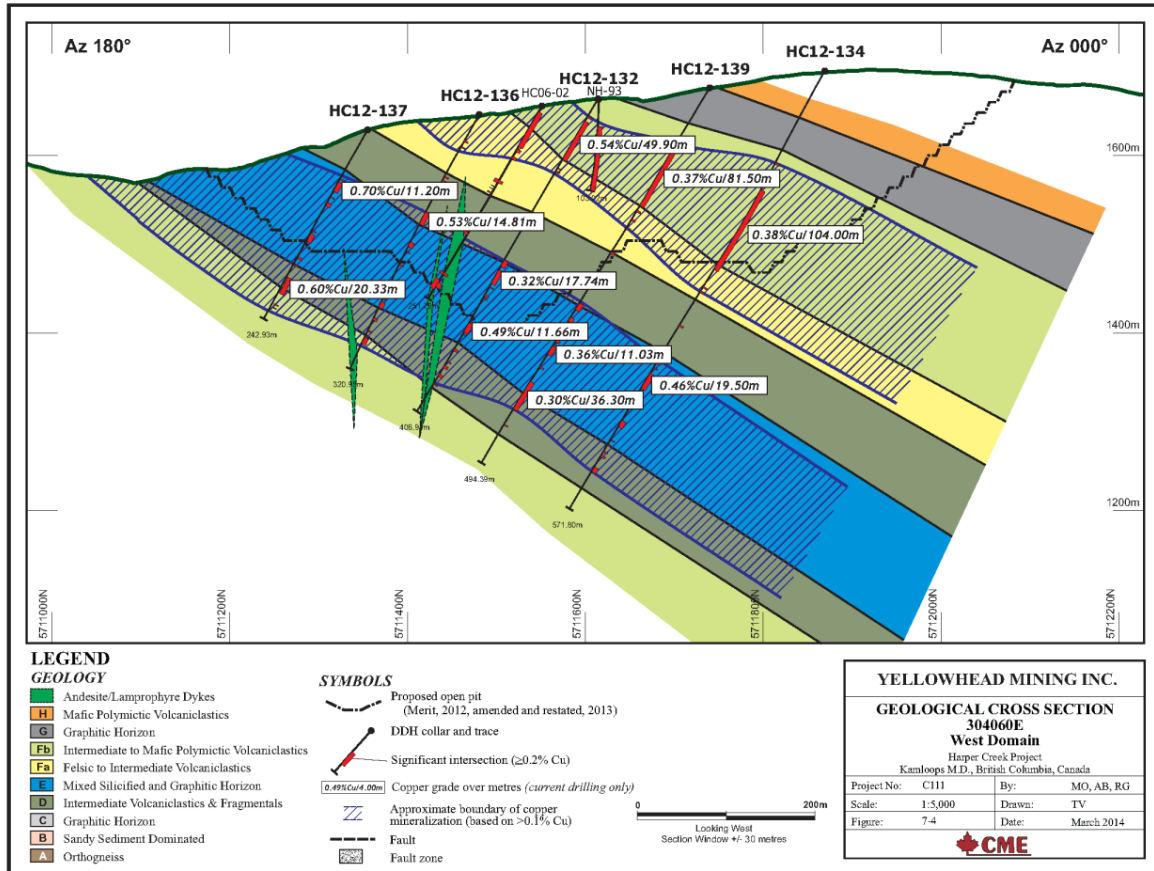 Az 180°
Az 000°
HC12-134
HC12-139
HC12-132
HC06-02
NH-93
HC12-136
HC12-137
1600m
1400m
1200m
0.54%Cu/49.90m
0.37%Cu/81.50m
0.38%Cu/104.00m
0.70%Cu/11.20m
0.53%Cu/14.81m
0.32%Cu/17.74m
0.60%Cu/20.33m
0.49%Cu/11.66m
0.36%Cu/11.03m
0.46%Cu/19.50m
0.30%Cu/36.30m
242.93m
494.39m
571.80m
5711000N
5711200N
5711400N
5711600N
5711800N
5712000N
5712200N
LEGEND
GEOLOGY
Andesite/Lamprophyre Dykes
H Mafic Polymictic Volcaniclastics
G Graphitic Horizon
Fb Intermediate to Mafic Polymictic Volcaniclastics
Fa Felsic to Intermediate Volcaniclastics
E Mixed Silicified and Graphitic Horizon
D Intermediate Volcaniclastics & Fragmentals
C Graphitic Horizon
B Sandy Sediment Dominated
A Orthogneiss
SYMBOLS
Proposed open pit
(Merit, 2012, amended and restated, 2013)
DDH collar and trace
Significant intersection (≥0.2% Cu)
0.49%Cu/4.00m Copper grade over metres (current drilling only)
Approximate boundary of copper
mineralization (based on >0.1% Cu)
Fault
Fault zone
0 200m
Looking West
Section Window +/- 30 metres
YELLOWHEAD MINING INC.
GEOLOGICAL CROSS SECTION
304060E
West Domain
Harper Creek Project
Kamloops M.D., British Columbia, Canada
Project No: C111 By: MO, AB, RG
Scale: 1:5,000 Drawn: TV
Figure: 7-4 Date: March 2014
CME